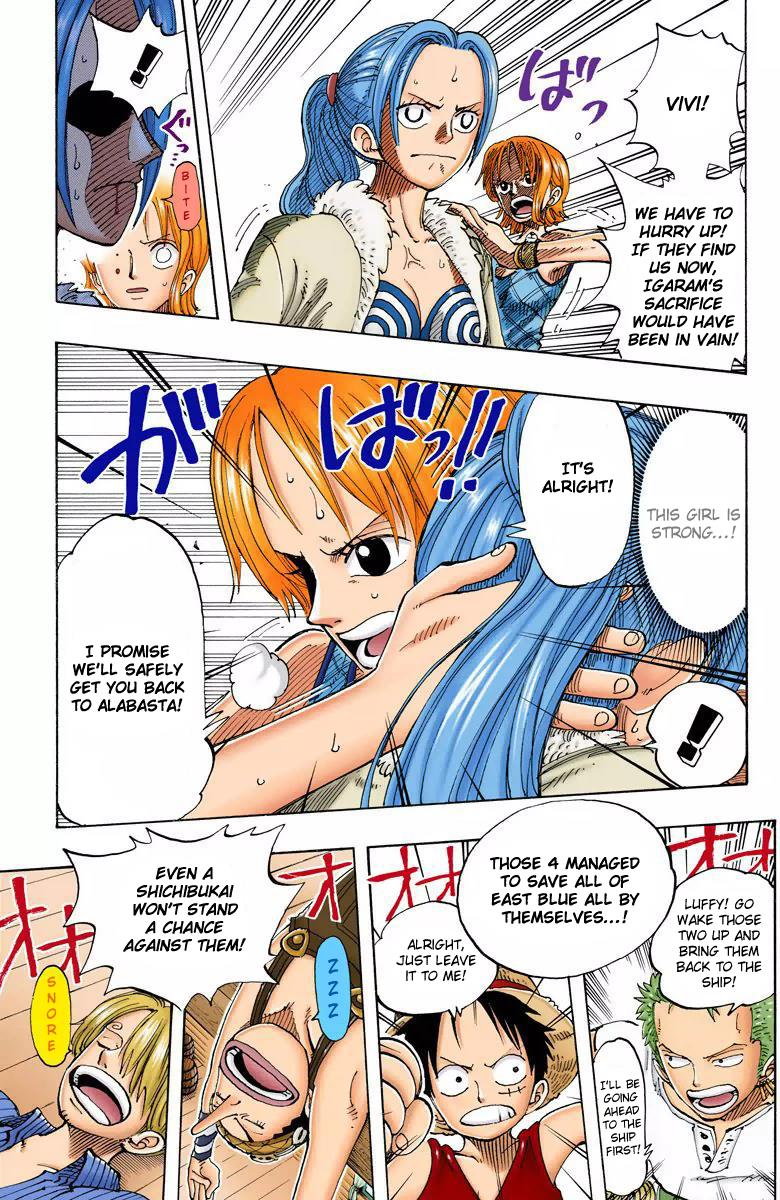 VIVI!
WE HAVE TO
HURRY UP!
IF THEY FIND
US NOW,
IGARAM'S
SACRIFICE
WOULD HAVE
BEEN IN VAIN!
ばっ
!
ぐっ…
BITE
THIS GIRL IS
STRONG...!
IT'S
ALRIGHT!
がばっ!!
I PROMISE
WE'LL SAFELY
GET YOU BACK
TO ALABASTA!
!
LUFFY! GO
WAKE THOSE
TWO UP AND
BRING THEM
BACK TO THE
SHIP!
I'LL BE
GOING
AHEAD
TO THE
SHIP
FIRST!
THOSE 4 MANAGED
TO SAVE ALL OF
EAST BLUE ALL BY
THEMSELVES...!
ALRIGHT,
JUST LEAVE
IT TO ME!
オオ
EVEN A
SHICHIBUKAI
WON'T STAND
A CHANCE
AGAINST THEM!
オ
ZZZ
オオ
SNORE